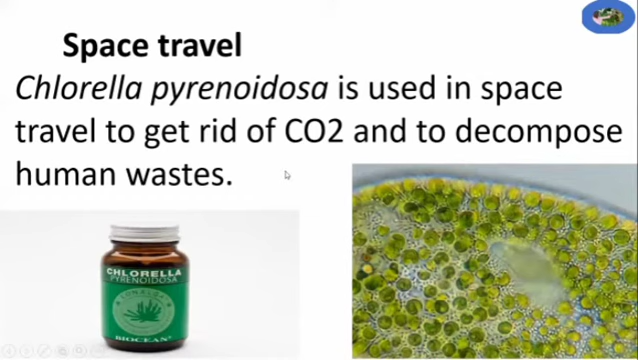 Space travel
Chlorella pyrenoidosa is used in space
travel to get rid of CO2 and to decompose
human wastes.
CHLORELLA
PYRENOIDOSA
BIOCEAN